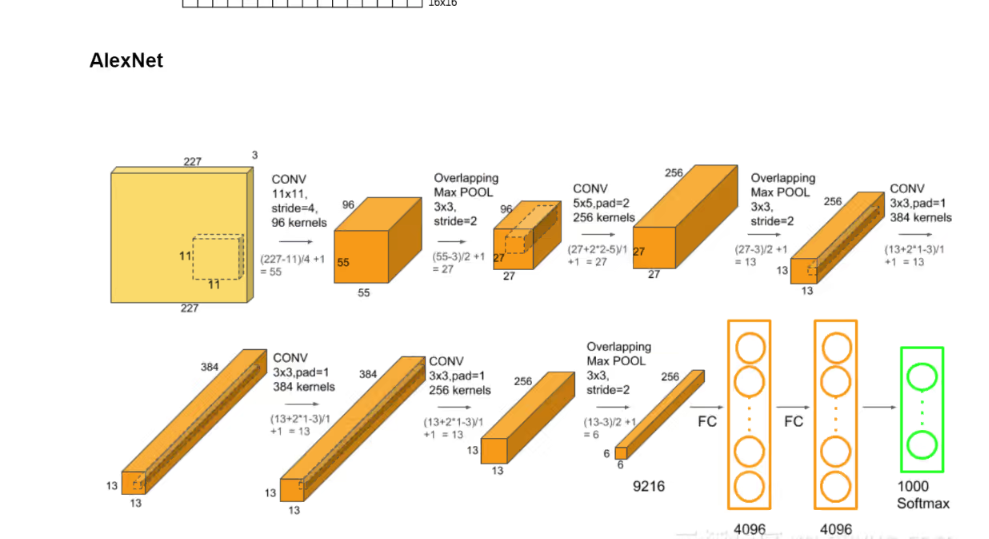 16x16
AlexNet
227
3
CONV
11x11,
stride=4,
96 kernels
(227-11)/4 +1
= 55
11
11
227
96
55
55
Overlapping
Max POOL
3x3,
stride=2
(55-3)/2 +1
= 27
96
27
27
CONV
5x5,pad=2
256 kernels
(27+2*2-5)/1
+1 = 27
256
27
27
Overlapping
Max POOL
3x3,
stride=2
(27-3)/2 +1
= 13
256
13
13
CONV
3x3,pad=1
384 kernels
(13+2*1-3)/1
+1 = 13
384
13
13
CONV
3x3,pad=1
384 kernels
(13+2*1-3)/1
+1 = 13
384
13
13
CONV
3x3,pad=1
256 kernels
(13+2*1-3)/1
+1 = 13
256
13
13
Overlapping
Max POOL
3x3,
stride=2
(13-3)/2 +1
= 6
256
6
6
9216
FC
4096
FC
4096
1000
Softmax